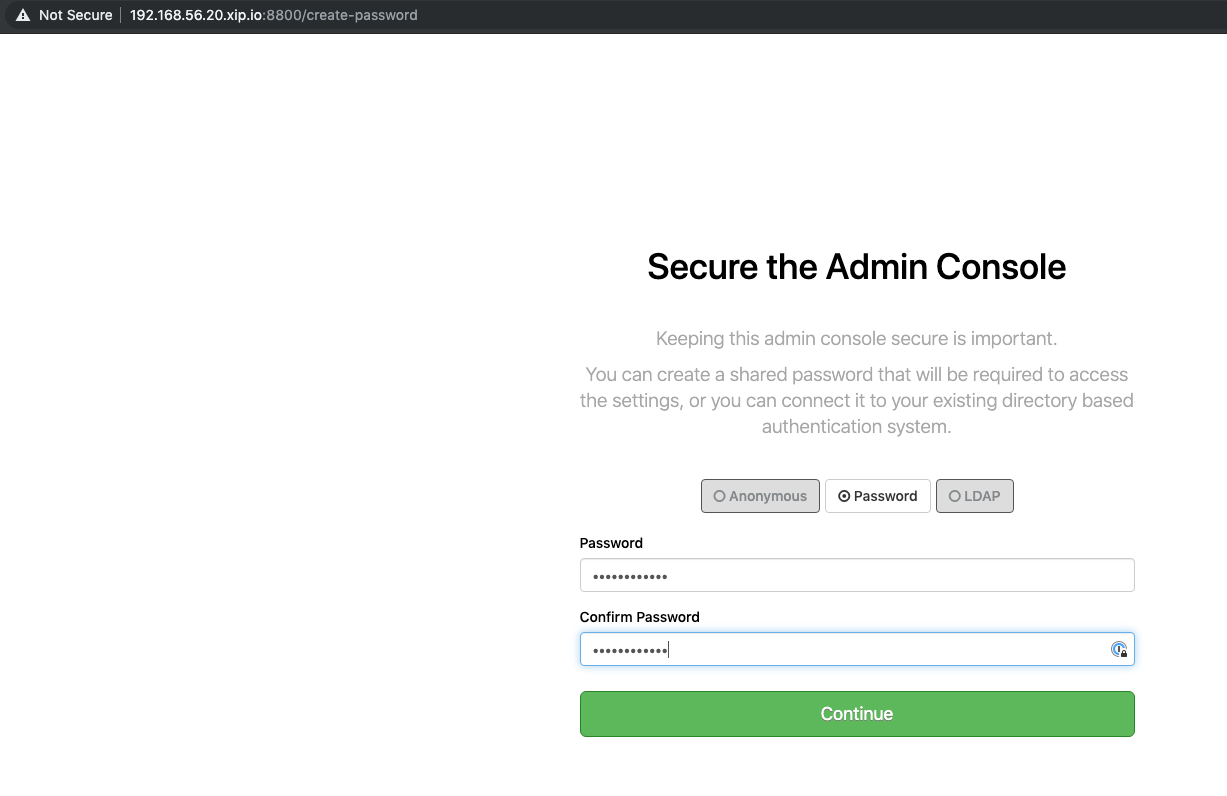 Not Secure | 192.168.56.20.xip.io:8800/create-password
Secure the Admin Console
Keeping this admin console secure is important.
You can create a shared password that will be required to access
the settings, or you can connect it to your existing directory based
authentication system.
Anonymous Password LDAP
Password
••••••••••••
Confirm Password
••••••••••••
Continue